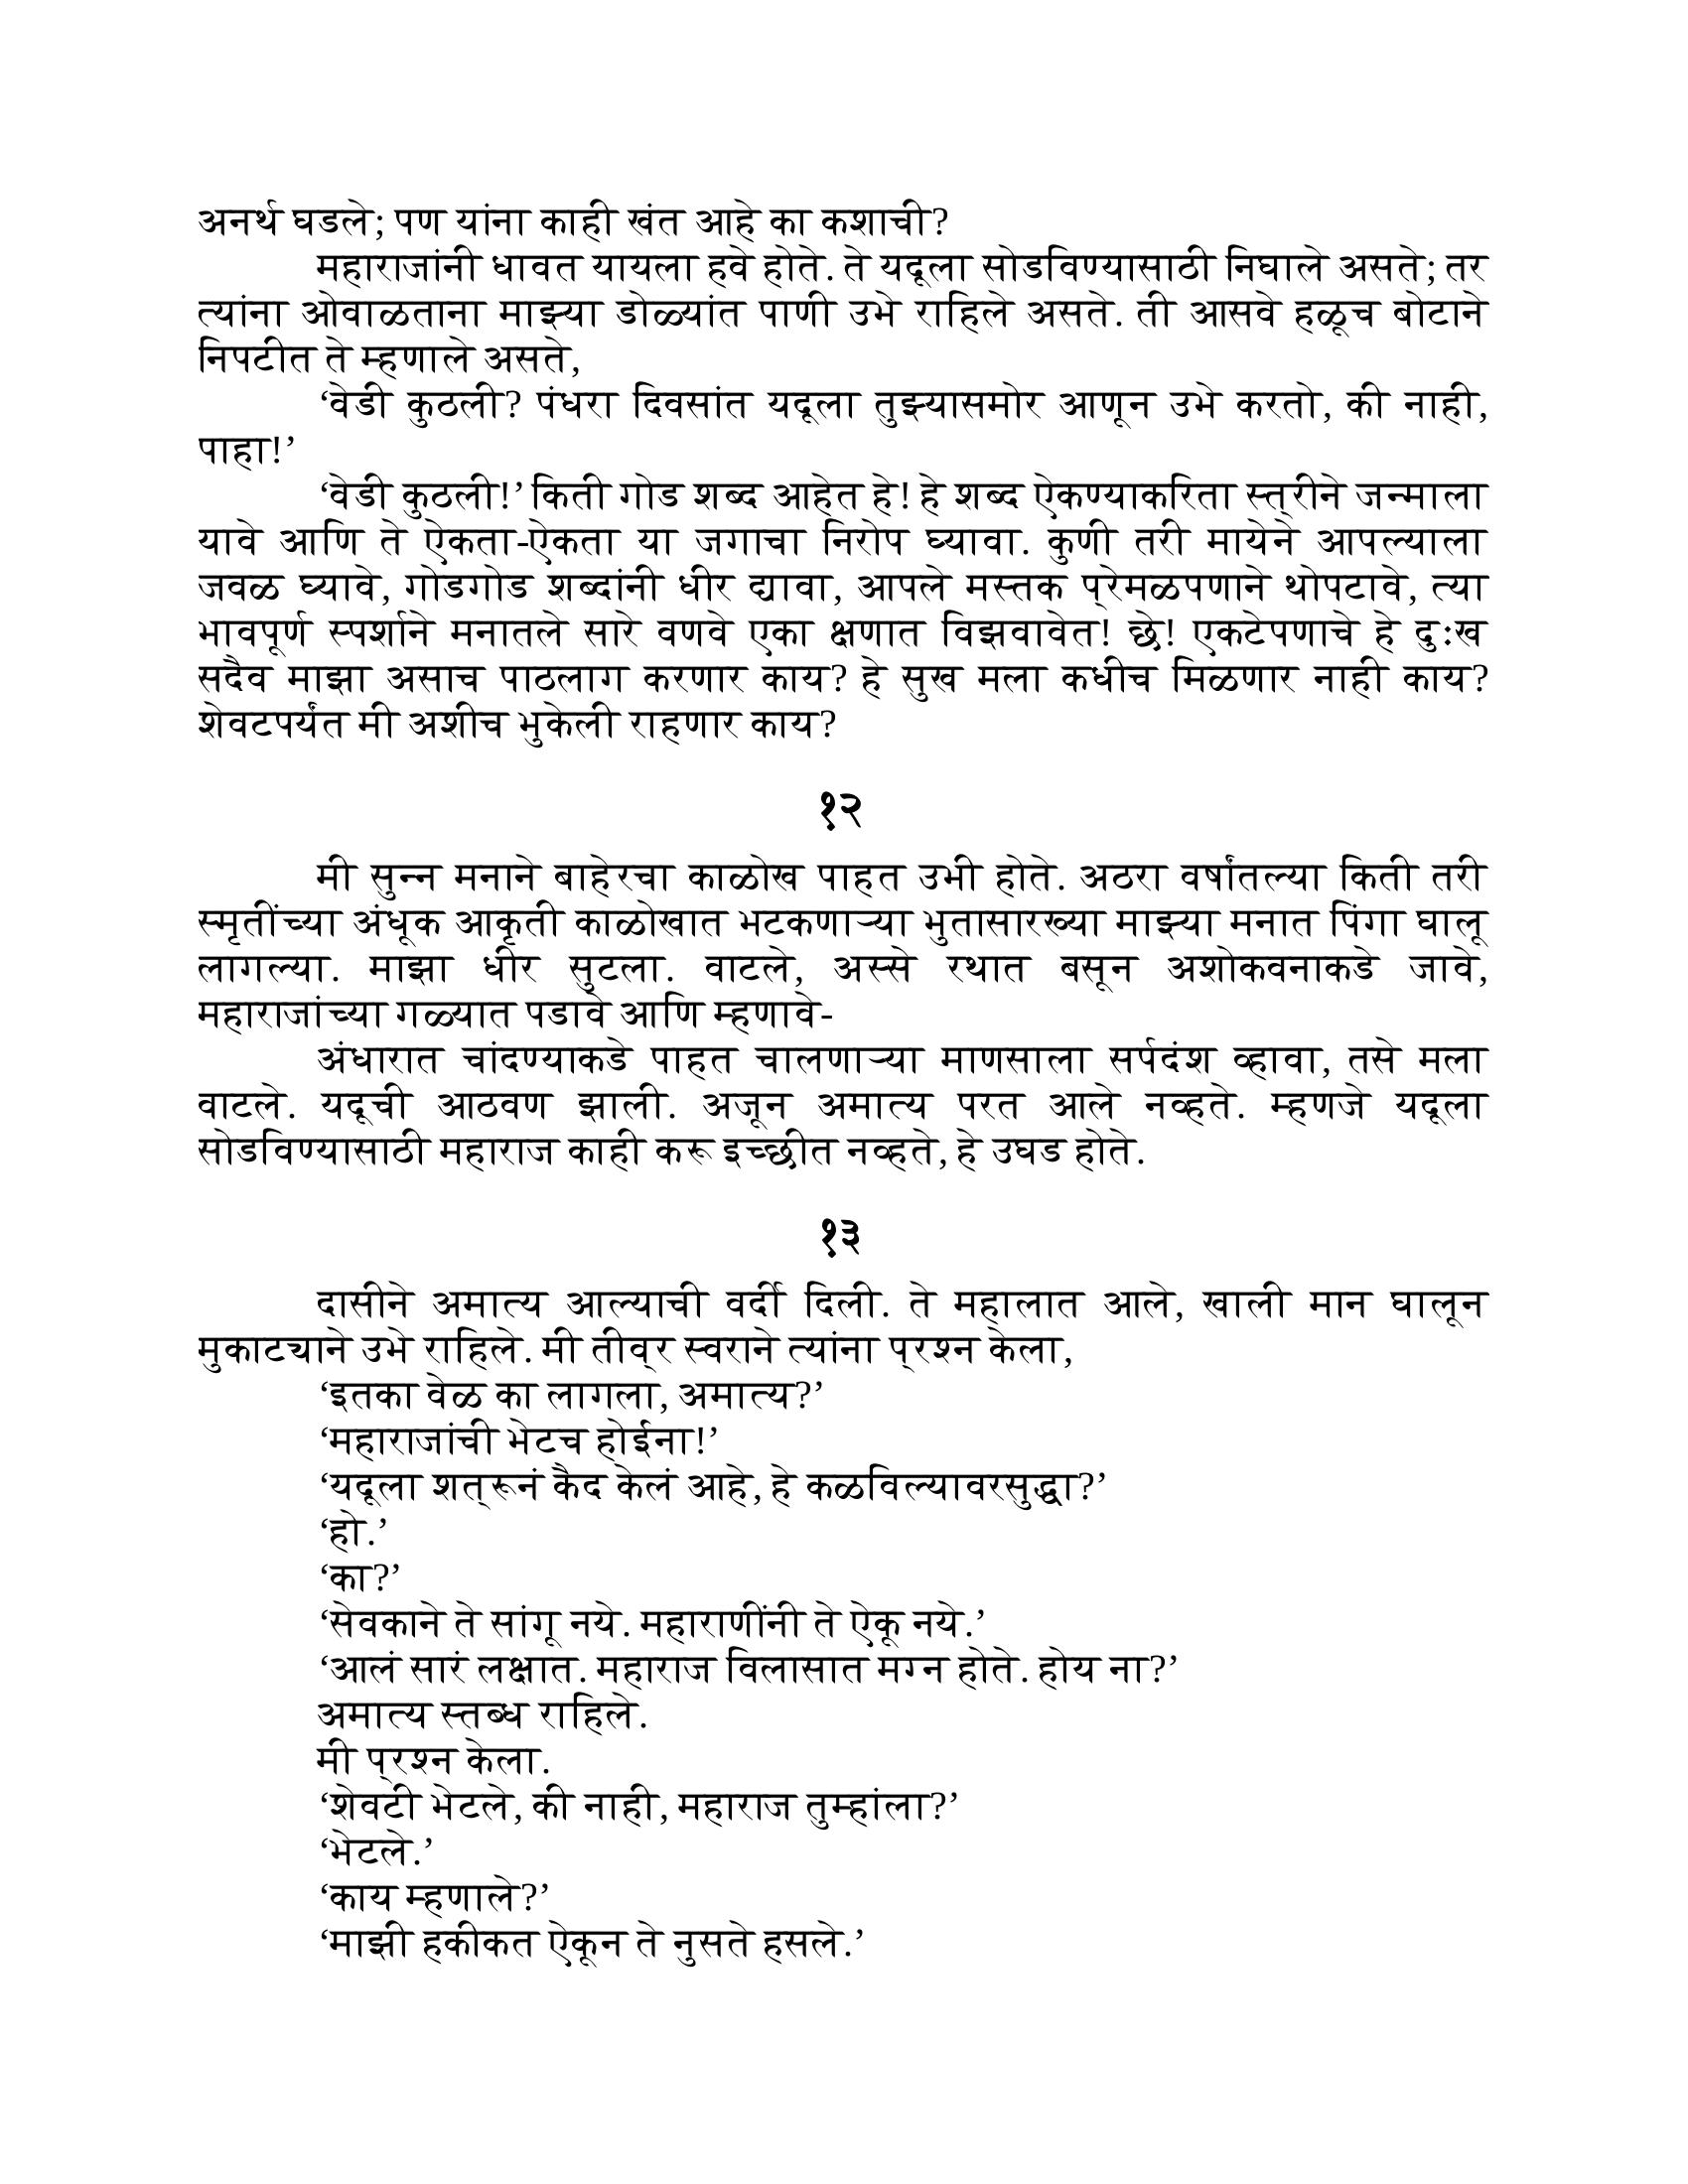 अनर्थ घडले; पण यांना काही खंत आहे का कशाची?
महाराजांनी धावत यायला हवे होते. ते यदूला सोडविण्यासाठी निघाले असते; तर
त्यांना ओवाळताना माझ्या डोळ्यांत पाणी उभे राहिले असते. ती आसवे हळूच बोटाने
निपटीत ते म्हणाले असते,
‘वेडी कुठली? पंधरा दिवसांत यदूला तुझ्यासमोर आणून उभे करतो, की नाही,
पाहा!’
‘वेडी कुठली!’ किती गोड शब्द आहेत हे! हे शब्द ऐकण्याकरिता स्त्रीने जन्माला
यावे आणि ते ऐकता-ऐकता या जगाचा निरोप घ्यावा. कुणी तरी मायेने आपल्याला
जवळ घ्यावे, गोडगोड शब्दांनी धीर द्यावा, आपले मस्तक प्रेमळपणाने थोपटावे, त्या
भावपूर्ण स्पर्शाने मनातले सारे वणवे एका क्षणात विझवावेत! छे! एकटेपणाचे हे दुःख
सदैव माझा असाच पाठलाग करणार काय? हे सुख मला कधीच मिळणार नाही काय?
शेवटपर्यंत मी अशीच भुकेली राहणार काय?
१२
मी सुन्न मनाने बाहेरचा काळोख पाहत उभी होते. अठरा वर्षांतल्या किती तरी
स्मृतींच्या अंधूक आकृती काळोखात भटकणाऱ्या भुतासारख्या माझ्या मनात पिंगा घालू
लागल्या. माझा धीर सुटला. वाटले, अस्से रथात बसून अशोकवनाकडे जावे,
महाराजांच्या गळ्यात पडावे आणि म्हणावे-
अंधारात चांदण्याकडे पाहत चालणाऱ्या माणसाला सर्पदंश व्हावा, तसे मला
वाटले. यदूची आठवण झाली. अजून अमात्य परत आले नव्हते. म्हणजे यदूला
सोडविण्यासाठी महाराज काही करू इच्छीत नव्हते, हे उघड होते.
१३
दासीने अमात्य आल्याची वर्दी दिली. ते महालात आले, खाली मान घालून
मुकाट्याने उभे राहिले. मी तीव्र स्वराने त्यांना प्रश्न केला,
‘इतका वेळ का लागला, अमात्य?’
‘महाराजांची भेटच होईना!’
‘यदूला शत्रूनं कैद केलं आहे, हे कळविल्यावरसुद्धा?’
‘हो.’
‘का?’
‘सेवकाने ते सांगू नये. महाराणींनी ते ऐकू नये.’
‘आलं सारं लक्षात. महाराज विलासात मग्न होते. होय ना?’
अमात्य स्तब्ध राहिले.
मी प्रश्न केला.
‘शेवटी भेटले, की नाही, महाराज तुम्हांला?’
‘भेटले.’
‘काय म्हणाले?’
‘माझी हकीकत ऐकून ते नुसते हसले.’